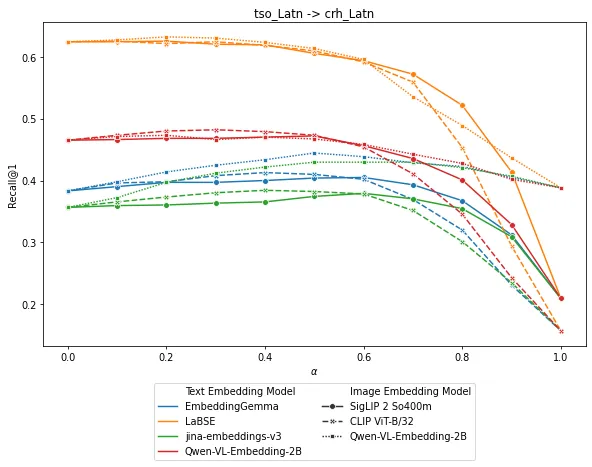 tso_Latn -> crh_Latn
0.6
0.5
0.4
0.3
0.2
Recall@1
0.0 0.2 0.4 0.6 0.8 1.0
α
Text Embedding Model Image Embedding Model
EmbeddingGemma SigLIP 2 So400m
LaBSE CLIP ViT-B/32
jina-embeddings-v3 Qwen-VL-Embedding-2B
Qwen-VL-Embedding-2B